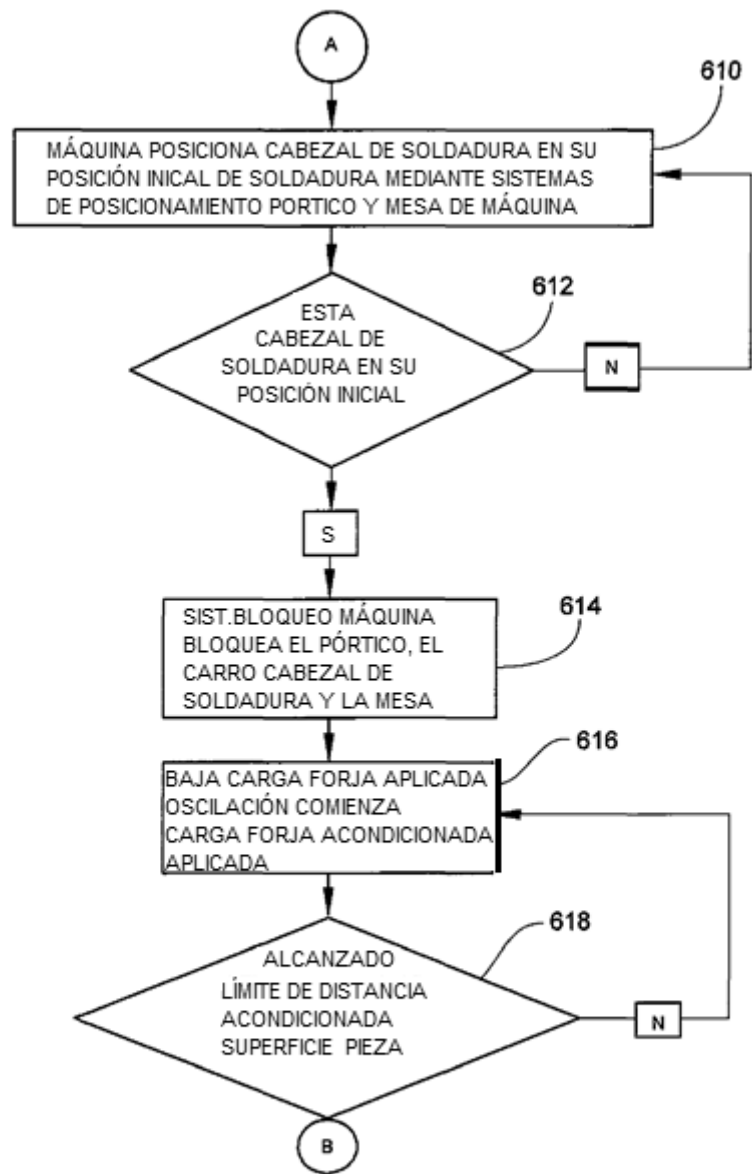 A
610
MÁQUINA POSICIONA CABEZAL DE SOLDADURA EN SU
POSICIÓN INICAL DE SOLDADURA MEDIANTE SISTEMAS
DE POSICIONAMIENTO PORTICO Y MESA DE MÁQUINA
612
ESTA
CABEZAL DE
SOLDADURA EN SU
POSICIÓN INICIAL
N
S
614
SIST.BLOQUEO MÁQUINA
BLOQUEA EL PÓRTICO, EL
CARRO CABEZAL DE
SOLDADURA Y LA MESA
616
BAJA CARGA FORJA APLICADA
OSCILACIÓN COMIENZA
CARGA FORJA ACONDICIONADA
APLICADA
618
ALCANZADO
LÍMITE DE DISTANCIA
ACONDICIONADA
SUPERFICIE PIEZA
N
B